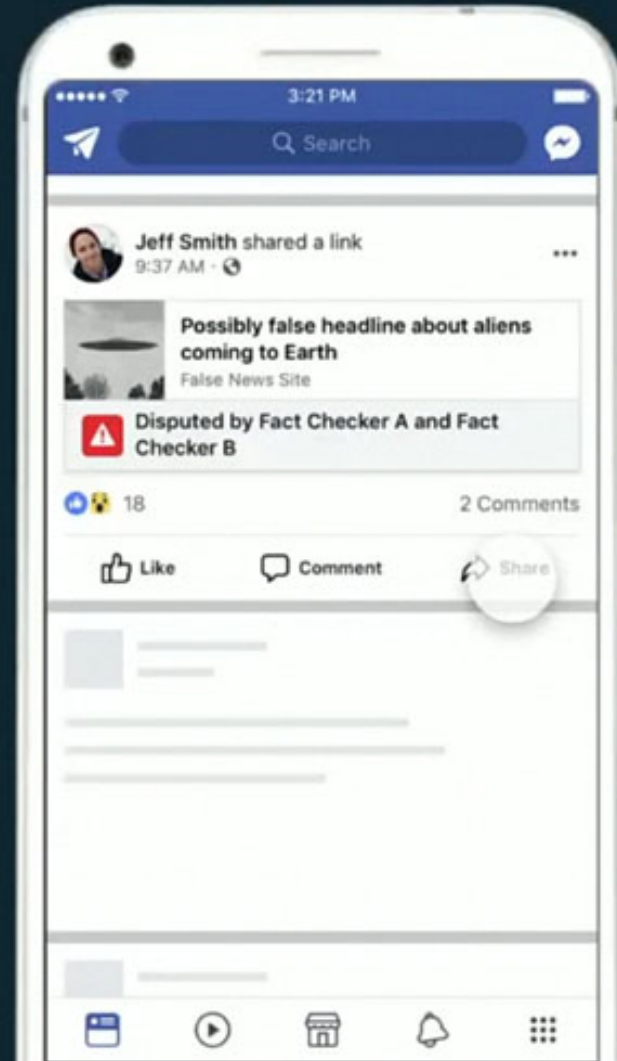 3:21 PM
Search
Jeff Smith shared a link
9:37 AM
Possibly false headline about aliens
coming to Earth
False News Site
Disputed by Fact Checker A and Fact
Checker B
18
2 Comments
Like
Comment
Share